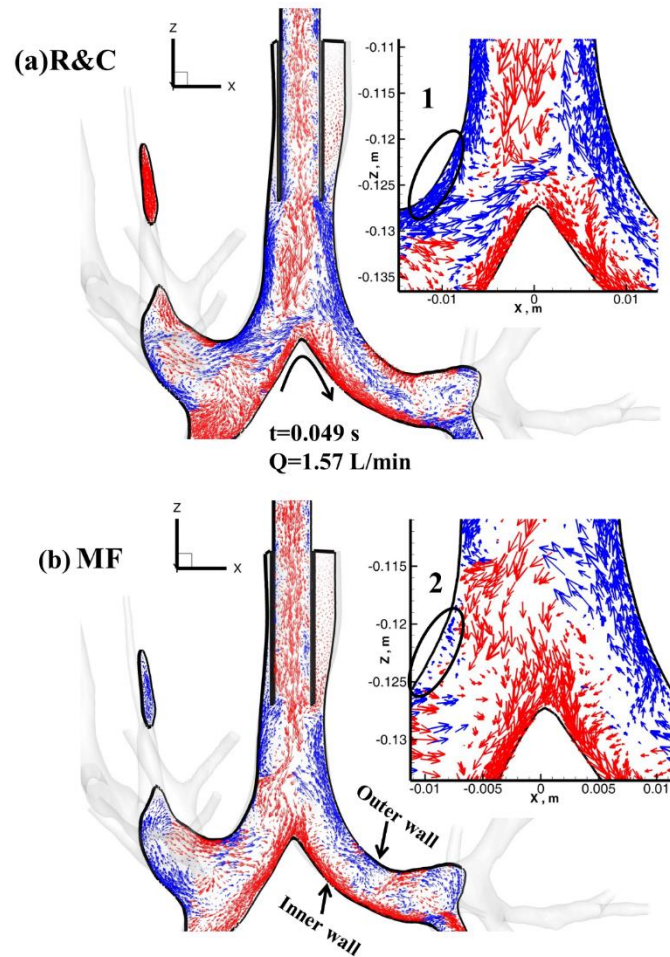 (a)R&C
Z
X
1
-0.11
-0.115
-0.12
-0.125
-0.13
-0.135
Z, m
-0.01 0 0.01
X, m
t=0.049 s
Q=1.57 L/min
(b) MF
Z
X
2
-0.115
-0.12
-0.125
-0.13
Z, m
-0.01 -0.005 0 0.005 0.01
X, m
Outer wall
Inner wall